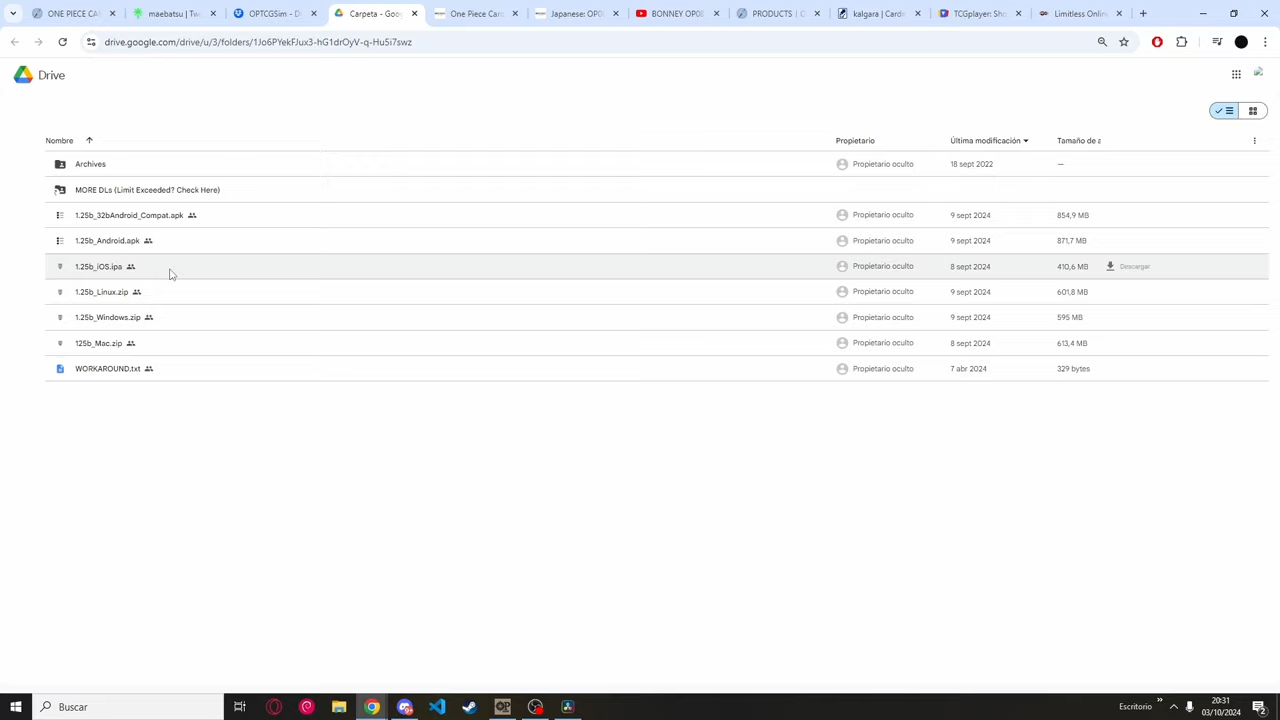 ONE PIECE CA
maebatsu | Tw
OPTCGSim - D
Carpeta - Goo
One Piece Car
Japanese: OP0
BONNEY OP08
PRODUCTS | O
kalgara | Cardm
TCGplayer: Sho
Limitless Onlin
drive.google.com/drive/u/3/folders/1Jo6PYekFJux3-hG1drOyV-q-Hu5i7swz
Drive
Nombre Propietario Última modificación Tamaño de a
Archives Propietario oculto 18 sept 2022 —
MORE DLs (Limit Exceeded? Check Here)
1.25b_32bAndroid_Compat.apk Propietario oculto 9 sept 2024 854,9 MB
1.25b_Android.apk Propietario oculto 9 sept 2024 871,7 MB
1.25b_iOS.ipa Propietario oculto 8 sept 2024 410,6 MB Descargar
1.25b_Linux.zip Propietario oculto 9 sept 2024 601,8 MB
1.25b_Windows.zip Propietario oculto 9 sept 2024 595 MB
125b_Mac.zip Propietario oculto 8 sept 2024 613,4 MB
WORKAROUND.txt Propietario oculto 7 abr 2024 329 bytes
Buscar
Escritorio
20:31
03/10/2024
2